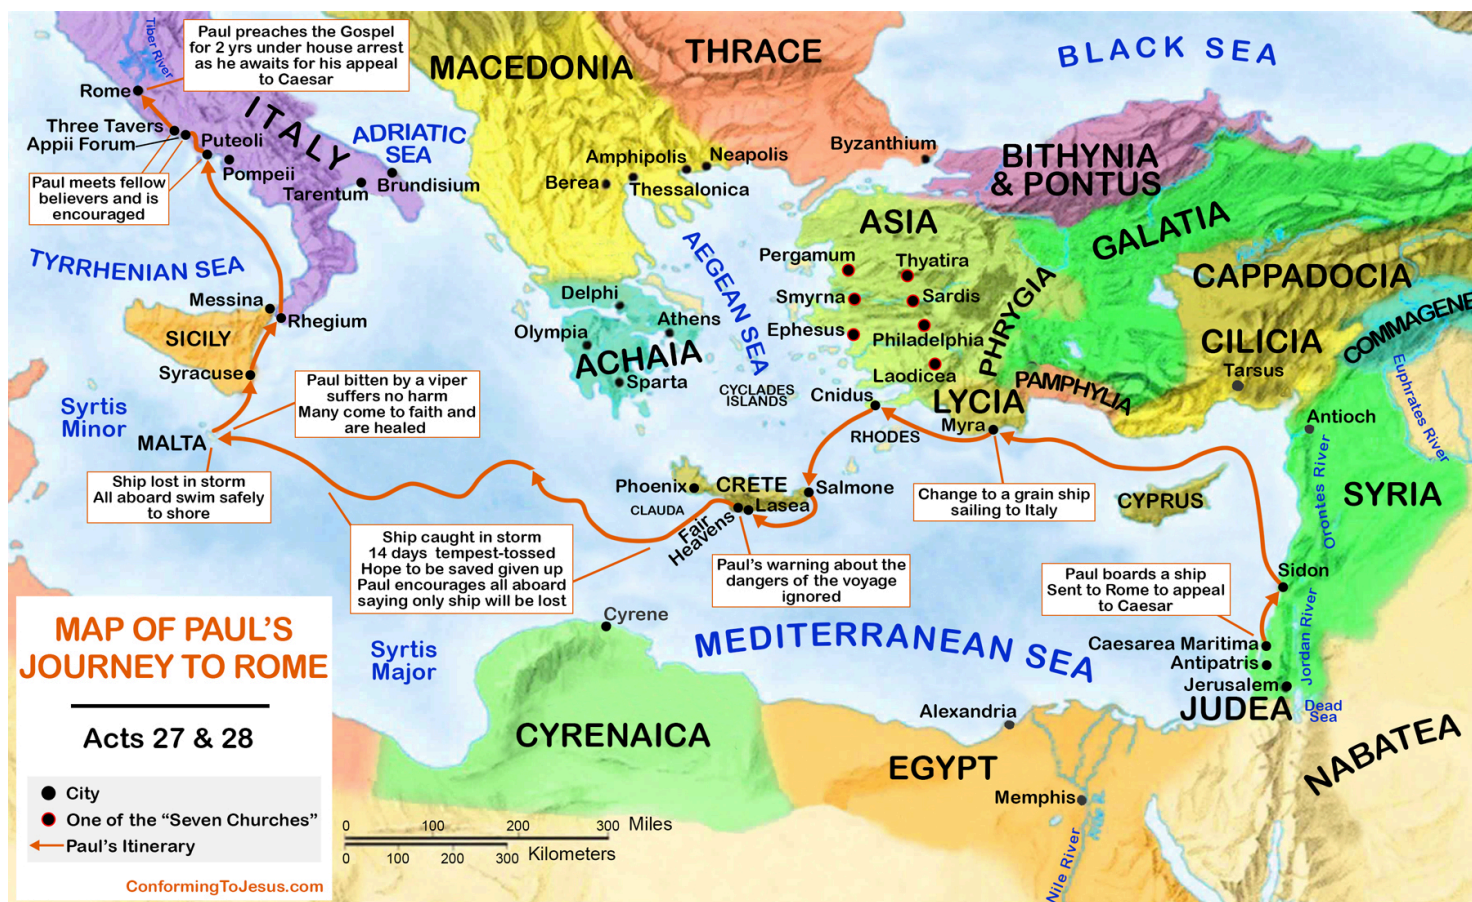 Tiber River
Paul preaches the Gospel
for 2 yrs under house arrest
as he awaits for his appeal
to Caesar
MACEDONIA
THRACE
BLACK SEA
Rome
ITALY
ADRIATIC
SEA
Three Tavers
Appii Forum
Puteoli
Pompeii
Tarentum
Brundisium
Paul meets fellow
believers and is
encouraged
Amphipolis
Neapolis
Berea
Thessalonica
Byzanthium
BITHYNIA
& PONTUS
TYRRHENIAN SEA
AEGEAN SEA
ASIA
GALATIA
Pergamum
Thyatira
Smyrna
Sardis
Ephesus
Philadelphia
Laodicea
PHRYGIA
CAPPADOCIA
COMMAGENE
CILICIA
Tarsus
Messina
Rhegium
SICILY
Syracuse
Delphi
Athens
Olympia
ACHAIA
Sparta
CYCLADES
ISLANDS
Cnidus
LYCIA
PAMPHYLIA
Myra
RHODES
Euphrates River
Antioch
Orontes River
SYRIA
Syrtis
Minor
MALTA
Paul bitten by a viper
suffers no harm
Many come to faith and
are healed
Ship lost in storm
All aboard swim safely
to shore
Phoenix
CRETE
Salmone
CLAUDA
Lasea
Fair
Heavens
Change to a grain ship
sailing to Italy
CYPRUS
Ship caught in storm
14 days tempest-tossed
Hope to be saved given up
Paul encourages all aboard
saying only ship will be lost
Paul's warning about the
dangers of the voyage
ignored
Paul boards a ship
Sent to Rome to appeal
to Caesar
Sidon
Caesarea Maritima
Antipatris
Jerusalem
JUDEA
Jordan River
Dead
Sea
NABATEA
Cyrene
MEDITERRANEAN SEA
Syrtis
Major
CYRENAICA
Alexandria
EGYPT
Memphis
Nile R.
Nile River
MAP OF PAUL'S
JOURNEY TO ROME
Acts 27 & 28
City
One of the “Seven Churches”
Paul's Itinerary
ConformingToJesus.com
0 100 200 300 Miles
0 100 200 300 Kilometers